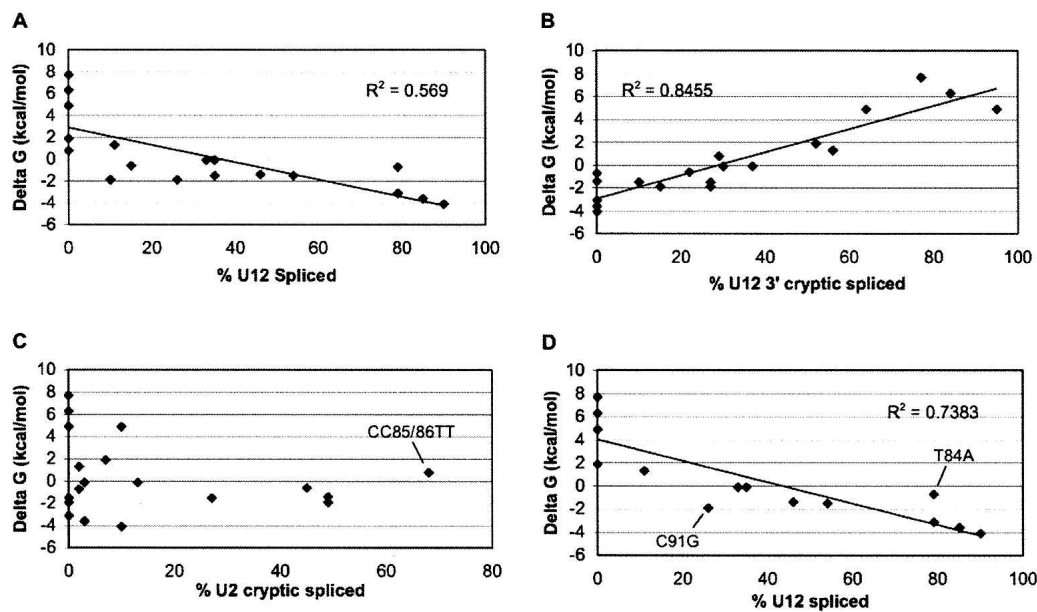 A
Delta G (kcal/mol)
10
8
6
4
2
0
-2
-4
-6
R² = 0.569
0 20 40 60 80 100
% U12 Spliced
B
Delta G (kcal/mol)
10
8
6
4
2
0
-2
-4
-6
R² = 0.8455
0 20 40 60 80 100
% U12 3' cryptic spliced
C
Delta G (kcal/mol)
10
8
6
4
2
0
-2
-4
-6
CC85/86TT
0 20 40 60 80
% U2 cryptic spliced
D
Delta G (kcal/mol)
10
8
6
4
2
0
-2
-4
-6
R² = 0.7383
T84A
C91G
0 20 40 60 80 100
% U12 spliced